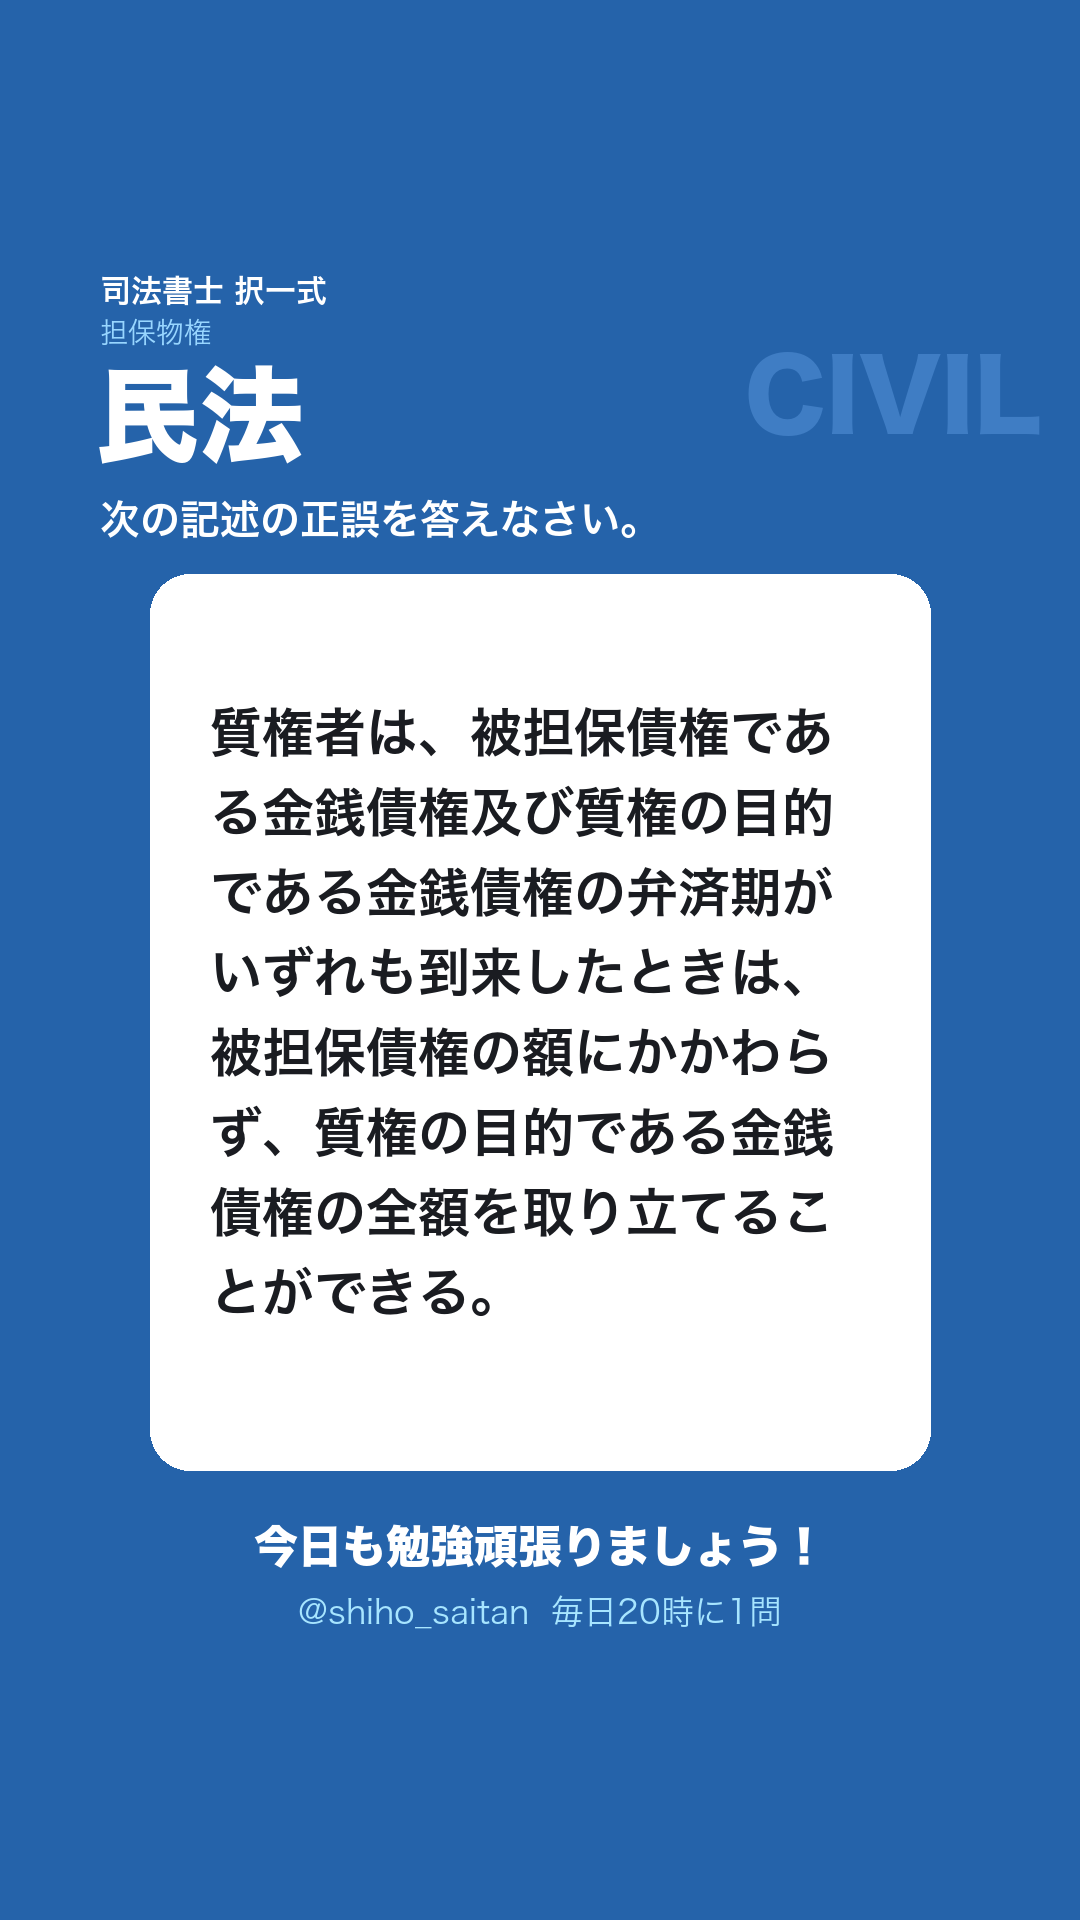 司法書士 択一式
担保物権
民法
CIVIL
次の記述の正誤を答えなさい。
質権者は、被担保債権であ
る金銭債権及び質権の目的
である金銭債権の弁済期が
いずれも到来したときは、
被担保債権の額にかかわら
ず、質権の目的である金銭
債権の全額を取り立てるこ
とができる。
今日も勉強頑張りましょう！
@shiho_saitan 毎日20時に1問